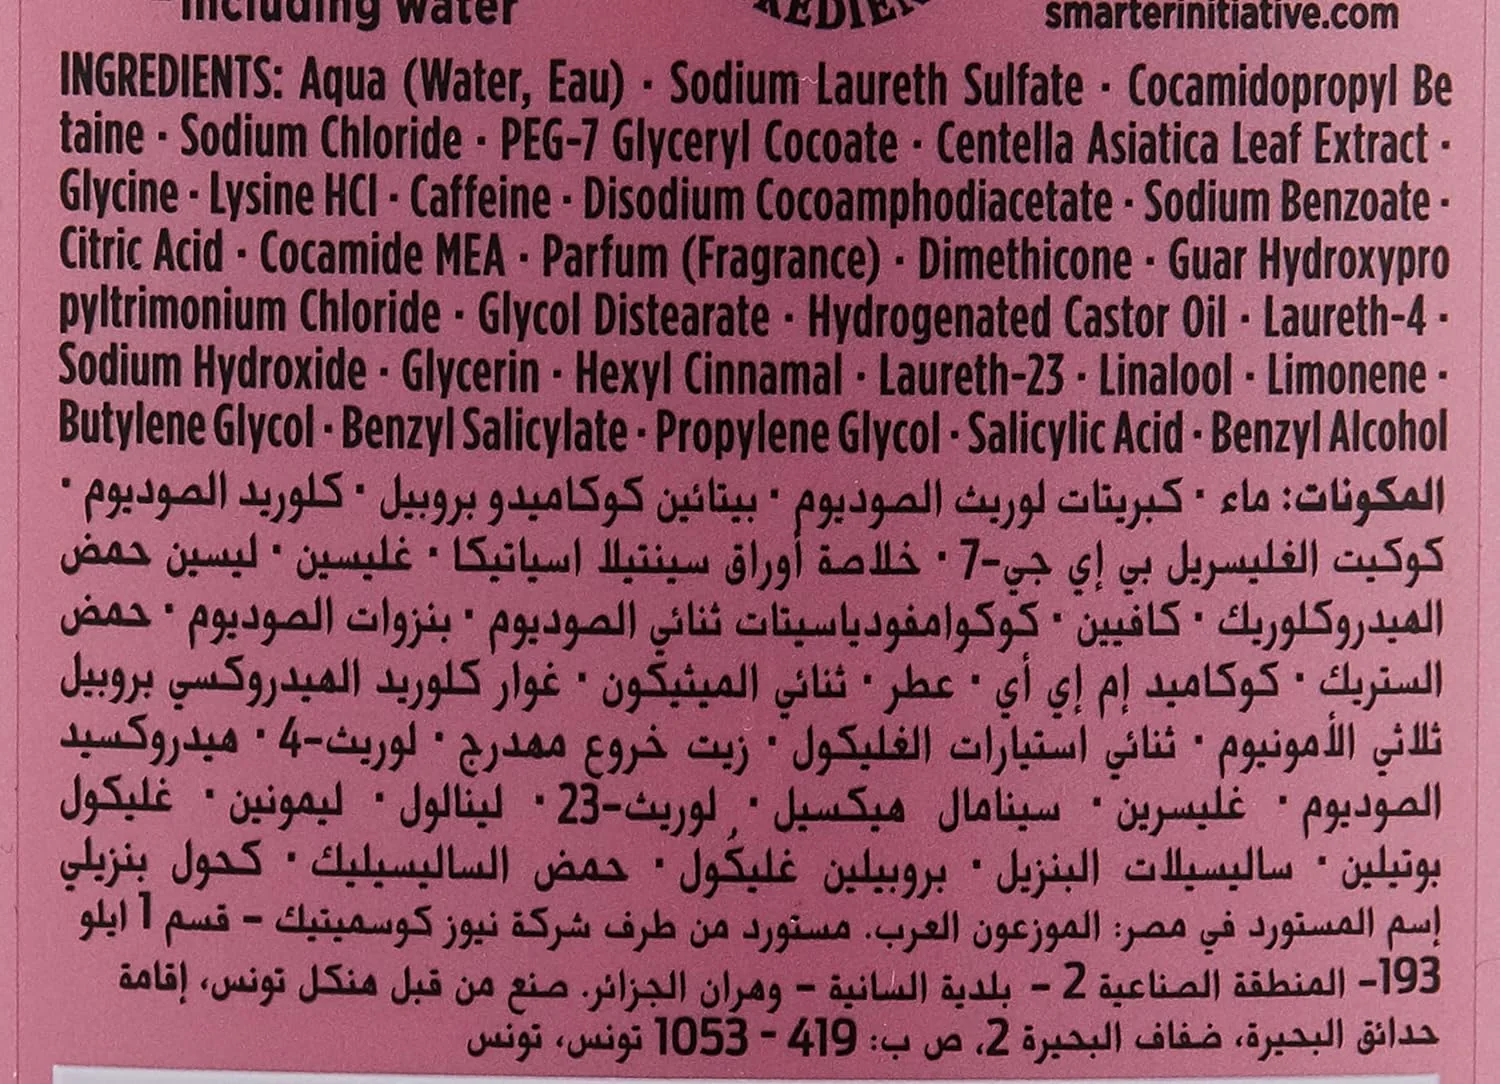 including water
REDIEN
smarterinitiative.com
INGREDIENTS: Aqua (Water, Eau) · Sodium Laureth Sulfate · Cocamidopropyl Be
taine · Sodium Chloride · PEG-7 Glyceryl Cocoate · Centella Asiatica Leaf Extract ·
Glycine · Lysine HCl · Caffeine · Disodium Cocoamphodiacetate · Sodium Benzoate ·
Citric Acid · Cocamide MEA · Parfum (Fragrance) · Dimethicone · Guar Hydroxypro
pyltrimonium Chloride · Glycol Distearate · Hydrogenated Castor Oil · Laureth-4 ·
Sodium Hydroxide · Glycerin · Hexyl Cinnamal · Laureth-23 · Linalool · Limonene ·
Butylene Glycol · Benzyl Salicylate · Propylene Glycol · Salicylic Acid · Benzyl Alcohol
المكونات: ماء · كبريتات لوريث الصوديوم · بيتائين كوكاميدو بروبيل · كلوريد الصوديوم ·
كوكيت الغليسريل بي إي جي-7 · خلاصة أوراق سينتيلا اسياتيكا · غليسين · ليسين حمض
الهيدروكلوريك · كافيين · كوكوامفودياسيتات ثنائي الصوديوم · بنزوات الصوديوم · حمض
الستريك · كوكاميد إم إي أي · عطر · ثنائي الميثيكون · غوار كلوريد الهيدروكسي بروبيل
ثلاثي الأمونيوم · ثنائي استيارات الغليكول · زيت خروع مهدرج · لوريث-4 · هيدروكسيد
الصوديوم · غليسرين · سينامال هيكسيل · لوريث-23 · لينالول · ليمونين · غليكول
بوتيلين · ساليسيلات البنزيل · بروبيلين غليكول · حمض الساليسيليك · كحول بنزيلي
إسم المستورد في مصر: الموزعون العرب. مستورد من طرف شركة نيوز كوسميتيك – قسم 1 ايلو
193- المنطقة الصناعية 2 – بلدية السانية – وهران الجزائر. صنع من قبل هنكل تونس، إقامة
حدائق البحيرة، ضفاف البحيرة 2، ص ب: 419 - 1053 تونس، تونس